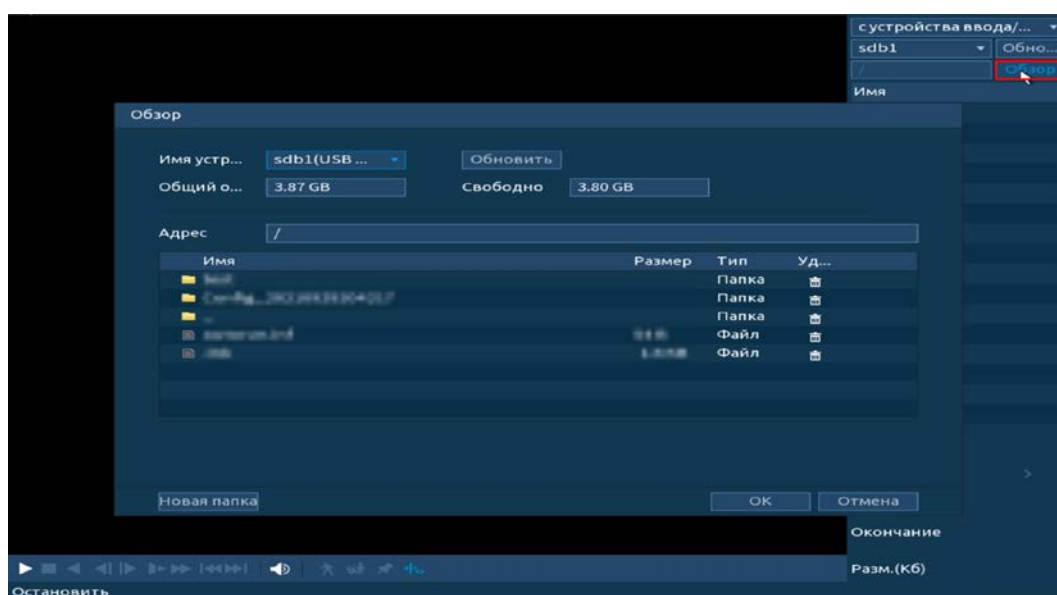 с устройства ввода/...
sdb1 Обно...
/ Обзор
Имя
Обзор
Имя устр... sdb1(USB ... Обновить
Общий о... 3.87 GB Свободно 3.80 GB
Адрес /
Имя Размер Тип Уд...
Папка
Папка
Папка
Файл
Файл
Новая папка OK Отмена
Окончание
Разм.(Кб)
Остановить